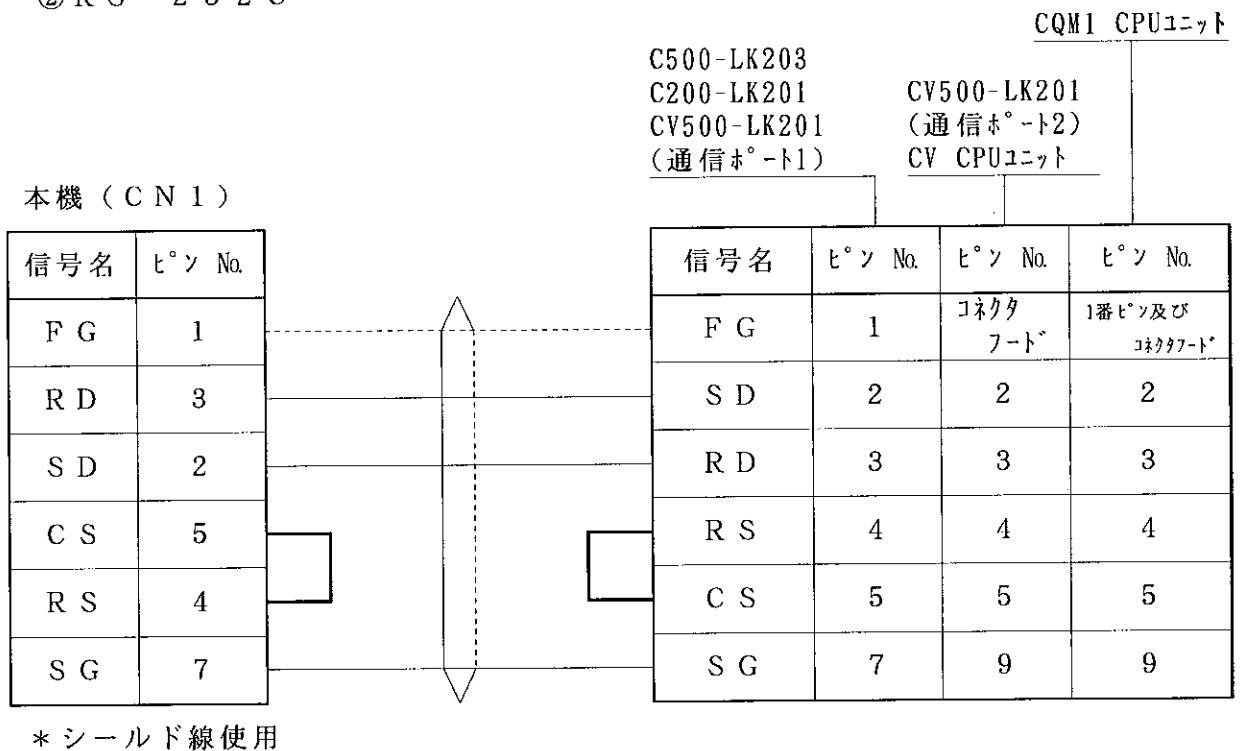 ②RS-232C
CQM1 CPUユニット
C500-LK203
C200-LK201
CV500-LK201
(通信ポート1)
CV500-LK201
(通信ポート2)
CV CPUユニット
本機(CN1)
信号名 ピン No.
FG 1
RD 3
SD 2
CS 5
RS 4
SG 7
信号名 ピン No. ピン No. ピン No.
FG 1 コネクタフード 1番ピン及びコネクタフード
SD 2 2 2
RD 3 3 3
RS 4 4 4
CS 5 5 5
SG 7 9 9
*シールド線使用